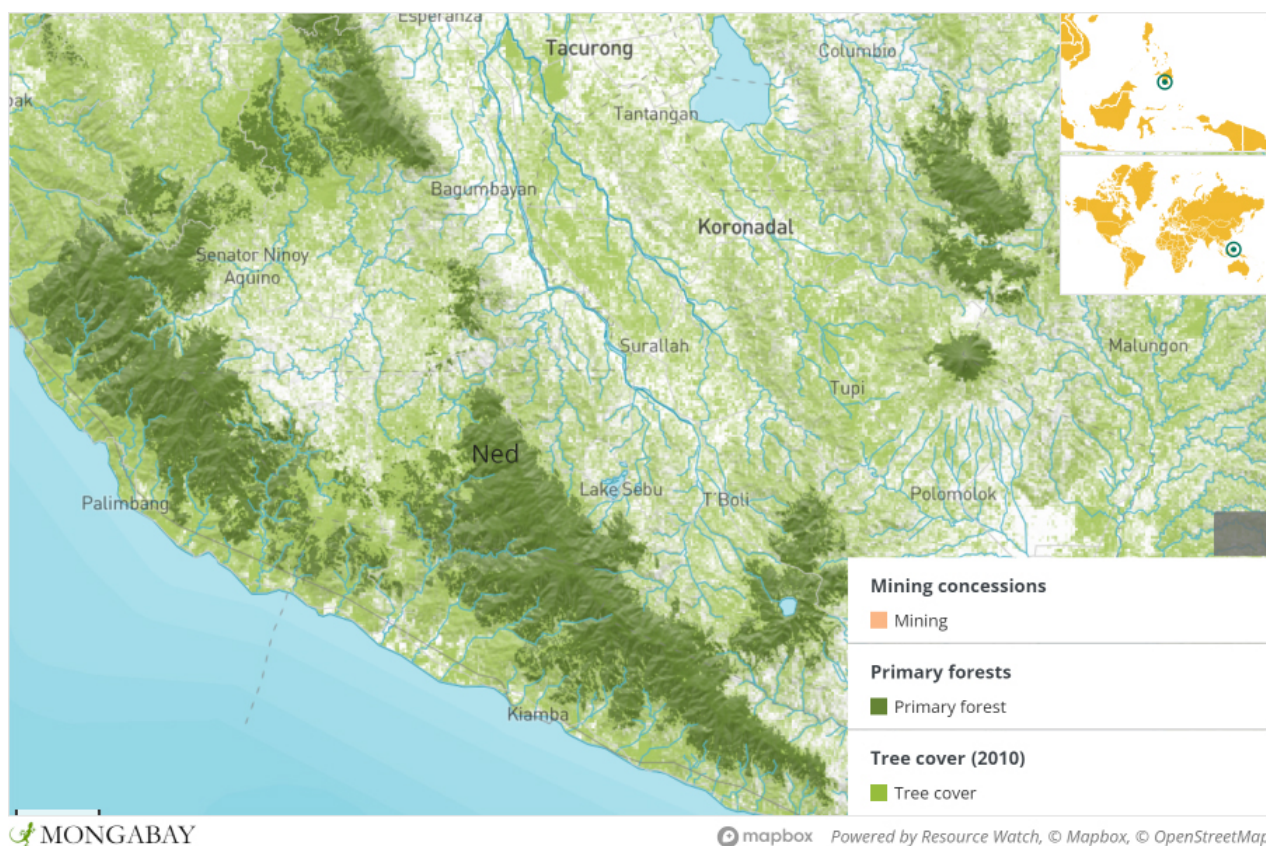 Esperanza
Tacurong
Columbio
Tantangan
Bagumbayan
Koronadal
Senator Ninoy
Aquino
Surallah
Malungon
Tupi
Ned
Lake Sebu
T'Boli
Polomolok
Palimbang
Kiamba
Mining concessions
Mining
Primary forests
Primary forest
Tree cover (2010)
Tree cover
MONGABAY
mapbox Powered by Resource Watch, © Mapbox, © OpenStreetMap